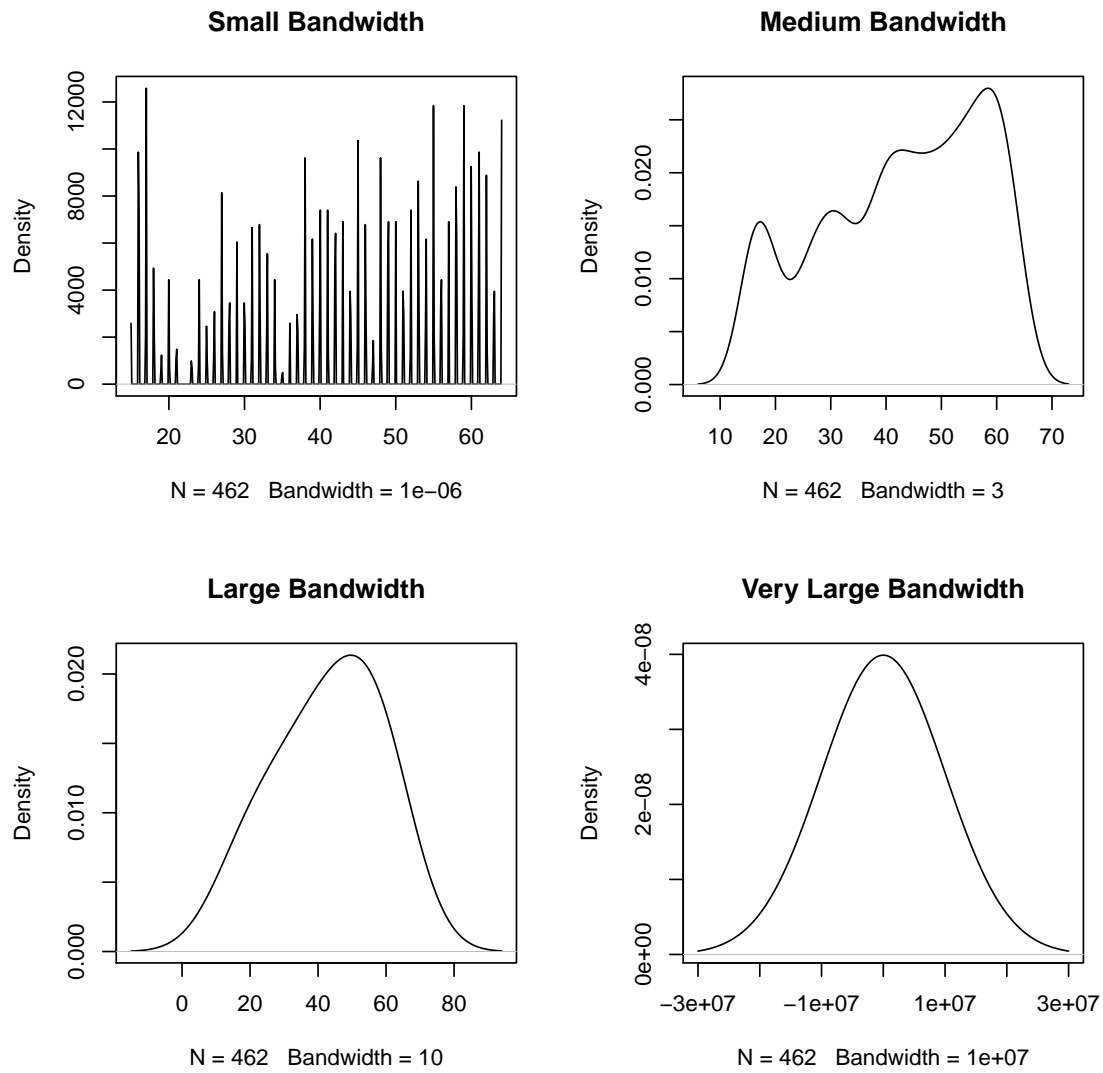 Small Bandwidth
Density
12000
8000
4000
0
20 30 40 50 60
N = 462 Bandwidth = 1e−06
Medium Bandwidth
Density
0.020
0.010
0.000
10 20 30 40 50 60 70
N = 462 Bandwidth = 3
Large Bandwidth
Density
0.020
0.010
0.000
0 20 40 60 80
N = 462 Bandwidth = 10
Very Large Bandwidth
Density
4e−08
2e−08
0e+00
−3e+07 −1e+07 1e+07 3e+07
N = 462 Bandwidth = 1e+07